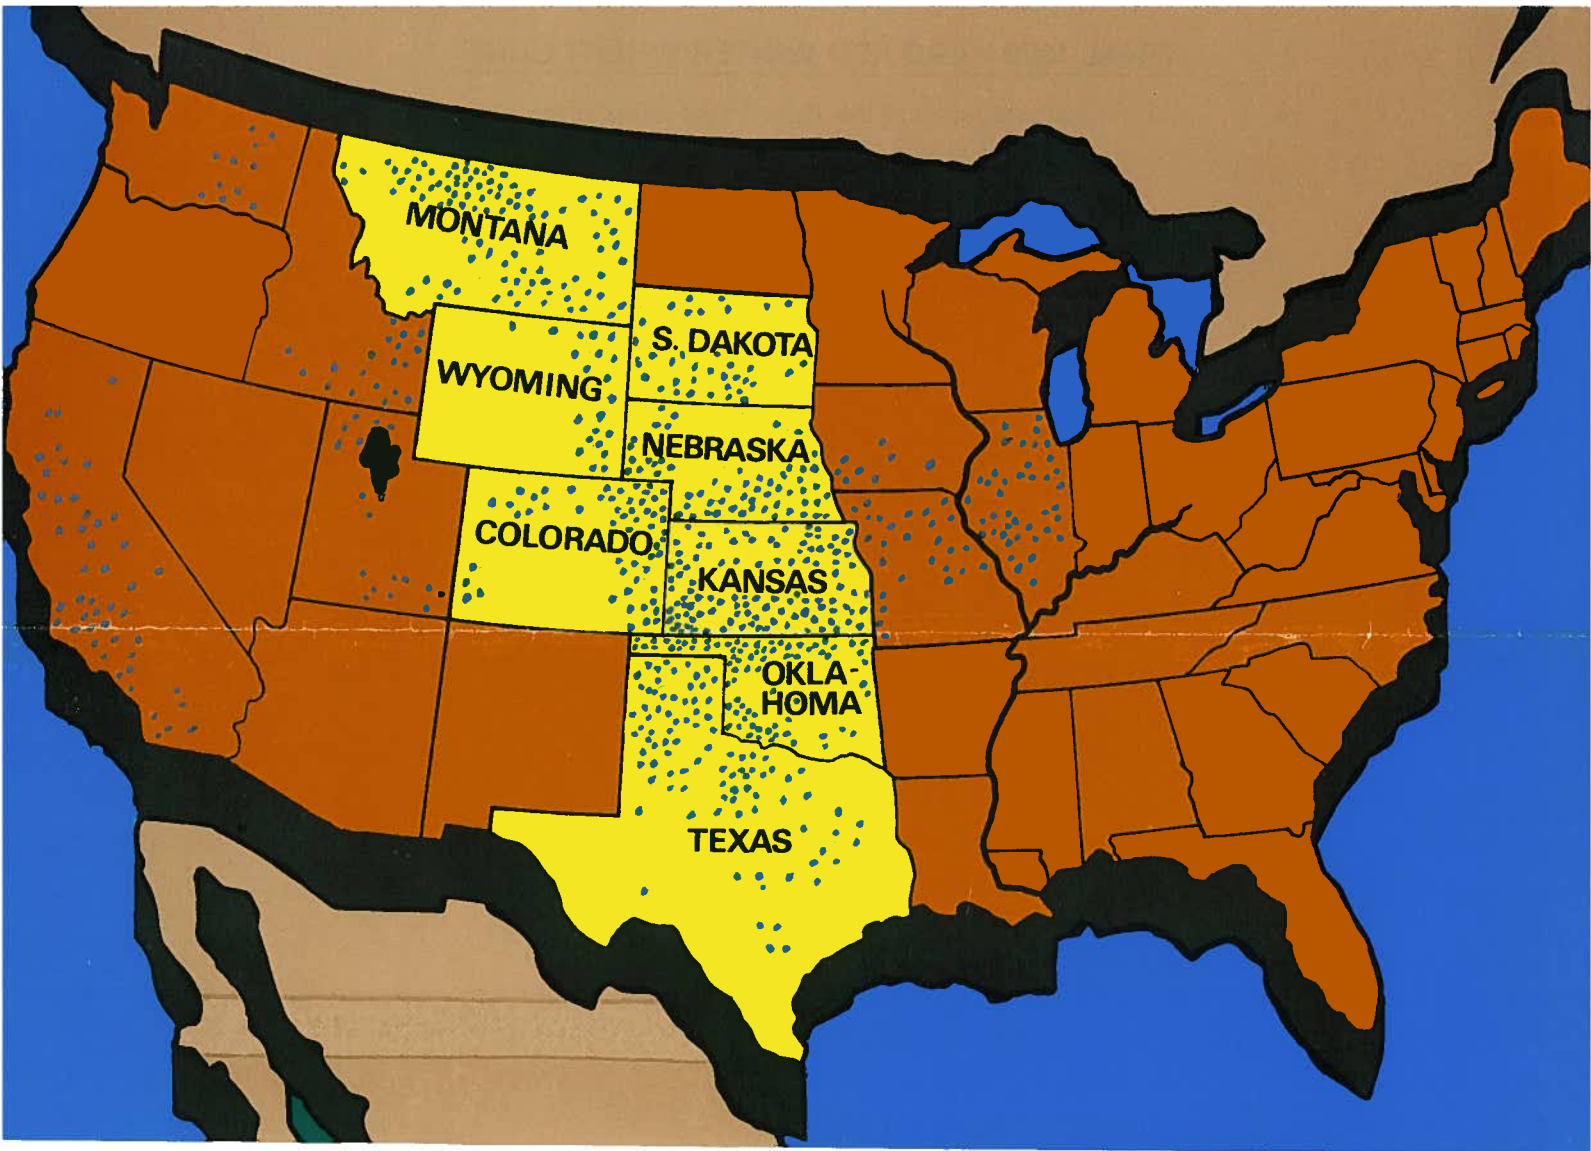 MONTANA
S. DAKOTA
WYOMING
NEBRASKA
COLORADO
KANSAS
OKLA-
HOMA
TEXAS